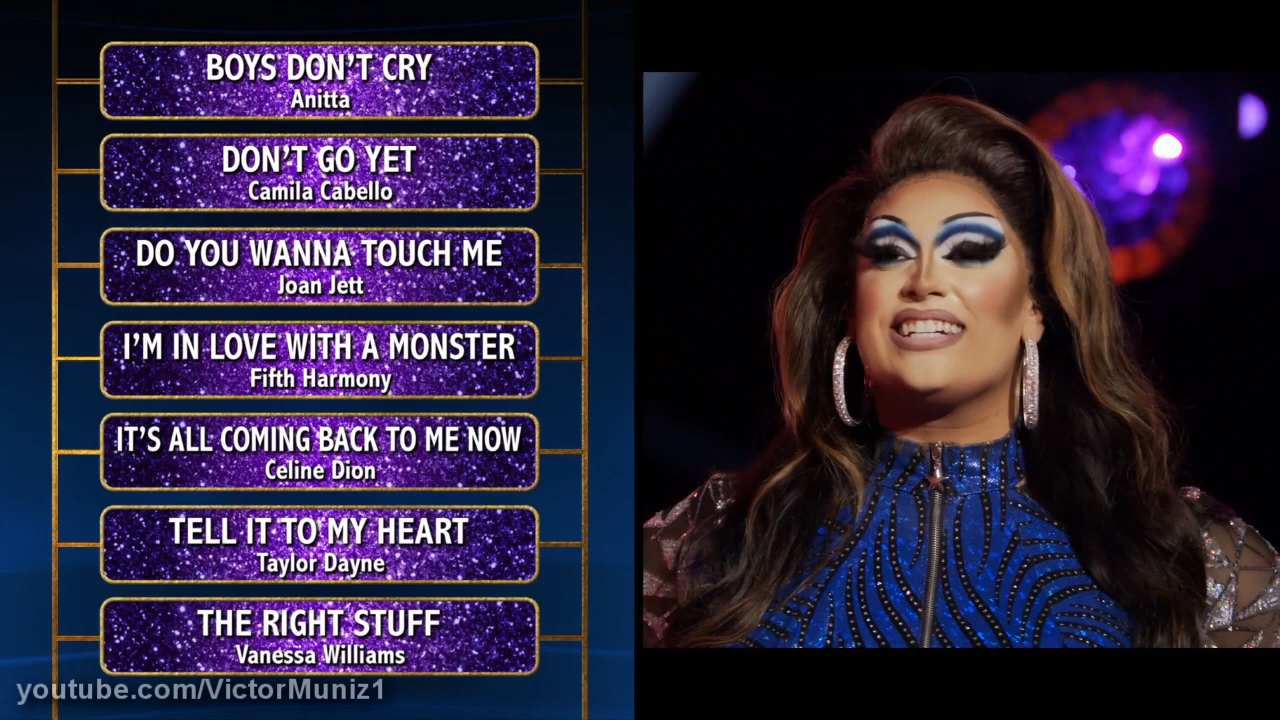 BOYS DON'T CRY
Anitta
DON'T GO YET
Camila Cabello
DO YOU WANNA TOUCH ME
Joan Jett
I'M IN LOVE WITH A MONSTER
Fifth Harmony
IT'S ALL COMING BACK TO ME NOW
Celine Dion
TELL IT TO MY HEART
Taylor Dayne
THE RIGHT STUFF
Vanessa Williams
youtube.com/VictorMuniz1